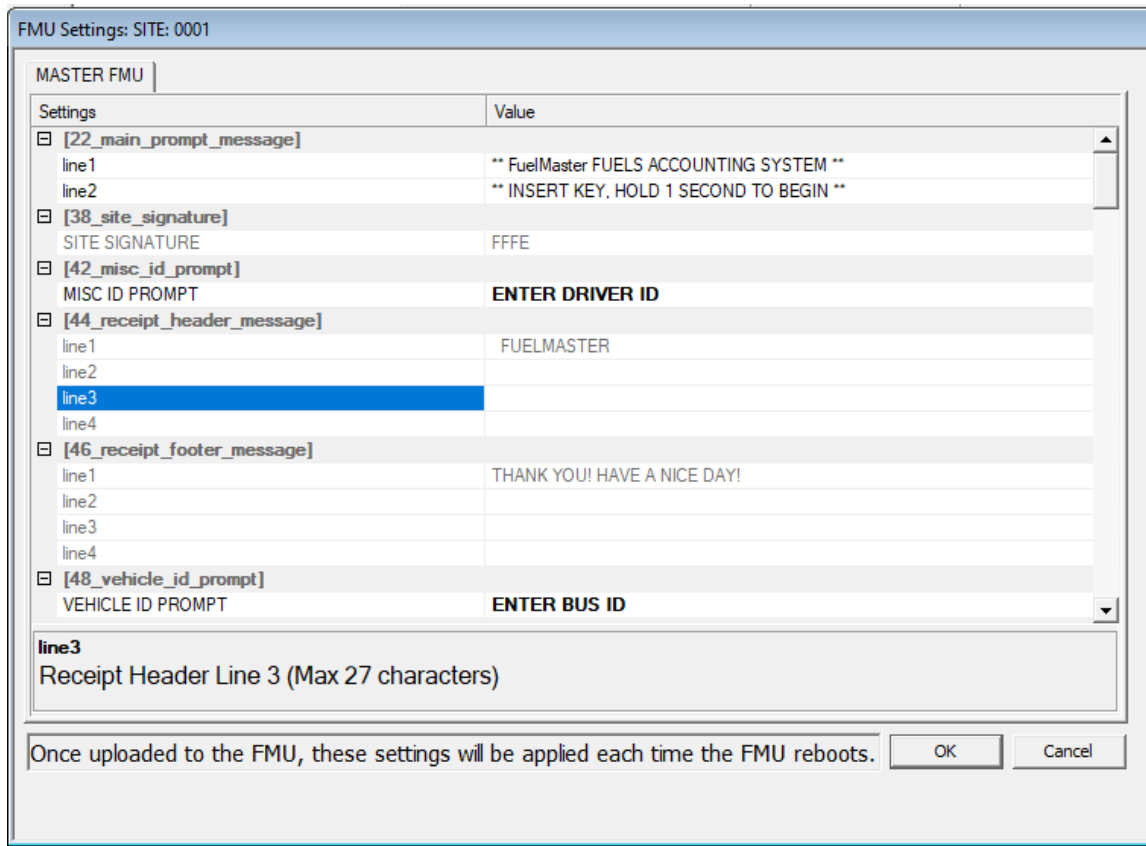 FMU Settings: SITE: 0001
MASTER FMU
Settings Value
[22_main_prompt_message]
line1 ** FuelMaster FUELS ACCOUNTING SYSTEM **
line2 ** INSERT KEY, HOLD 1 SECOND TO BEGIN **
[38_site_signature]
SITE SIGNATURE FFFE
[42_misc_id_prompt]
MISC ID PROMPT ENTER DRIVER ID
[44_receipt_header_message]
line1 FUELMASTER
line2
line3
line4
[46_receipt_footer_message]
line1 THANK YOU! HAVE A NICE DAY!
line2
line3
line4
[48_vehicle_id_prompt]
VEHICLE ID PROMPT ENTER BUS ID
line3
Receipt Header Line 3 (Max 27 characters)
Once uploaded to the FMU, these settings will be applied each time the FMU reboots. OK Cancel